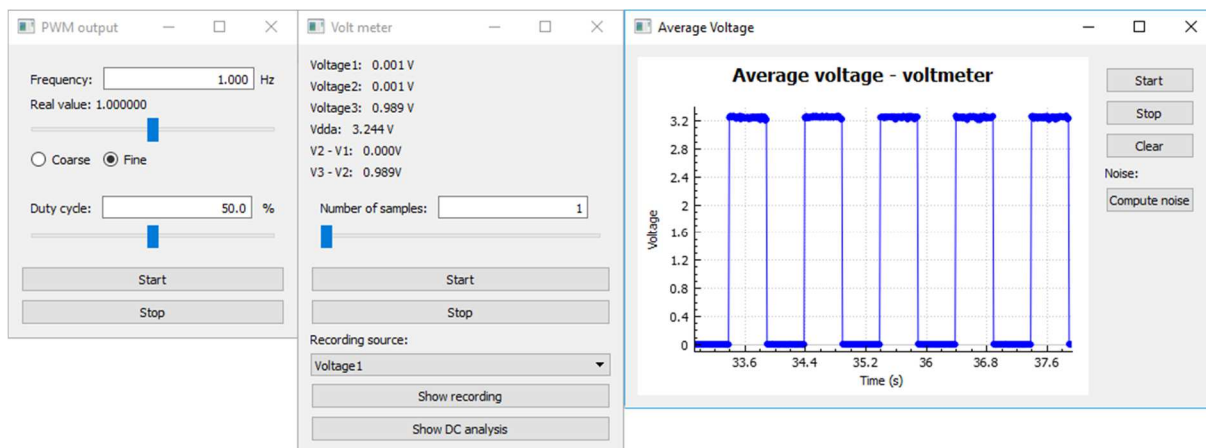 PWM output
Frequency: 1.000 Hz
Real value: 1.000000
Coarse Fine
Duty cycle: 50.0 %
Start
Stop
Volt meter
Voltage1: 0.001 V
Voltage2: 0.001 V
Voltage3: 0.989 V
Vdda: 3.244 V
V2 - V1: 0.000V
V3 - V2: 0.989V
Number of samples: 1
Start
Stop
Recording source:
Voltage1
Show recording
Show DC analysis
Average Voltage
Average voltage - voltmeter
Voltage
3.2
2.8
2.4
2
1.6
1.2
0.8
0.4
0
33.6 34.4 35.2 36 36.8 37.6
Time (s)
Start
Stop
Clear
Noise:
Compute noise